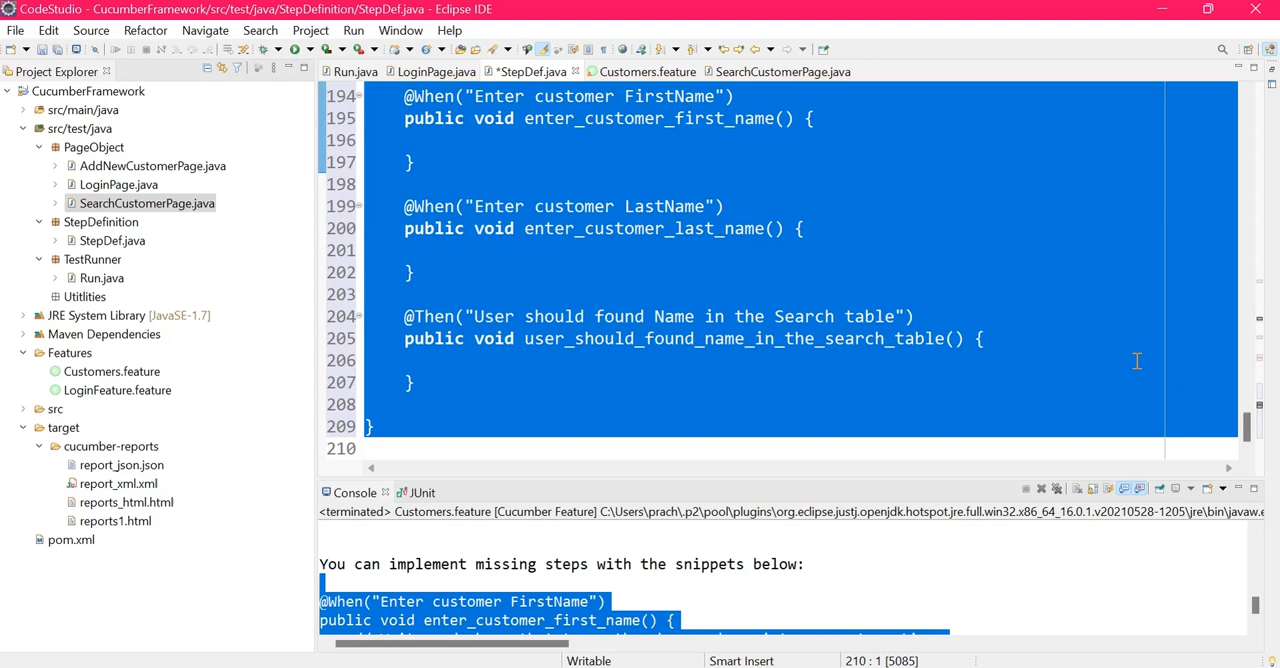 CodeStudio - CucumberFramework/src/test/java/StepDefinition/StepDef.java - Eclipse IDE
File Edit Source Refactor Navigate Search Project Run Window Help
Project Explorer
Run.java LoginPage.java *StepDef.java Customers.feature SearchCustomerPage.java
CucumberFramework
src/main/java
src/test/java
PageObject
AddNewCustomerPage.java
LoginPage.java
SearchCustomerPage.java
StepDefinition
StepDef.java
TestRunner
Run.java
Utitlities
JRE System Library [JavaSE-1.7]
Maven Dependencies
Features
Customers.feature
LoginFeature.feature
src
target
cucumber-reports
report_json.json
report_xml.xml
reports_html.html
reports1.html
pom.xml
194 @When("Enter customer FirstName")
195 public void enter_customer_first_name() {
196
197 }
198
199 @When("Enter customer LastName")
200 public void enter_customer_last_name() {
201
202 }
203
204 @Then("User should found Name in the Search table")
205 public void user_should_found_name_in_the_search_table() {
206
207 }
208
209 }
210
Console JUnit
<terminated> Customers.feature [Cucumber Feature] C:\Users\prach\.p2\pool\plugins\org.eclipse.justj.openjdk.hotspot.jre.full.win32.x86_64_16.0.1.v20210528-1205\jre\bin\javaw.e
You can implement missing steps with the snippets below:
@When("Enter customer FirstName")
public void enter_customer_first_name() {
Writable Smart Insert 210 : 1 [5085]